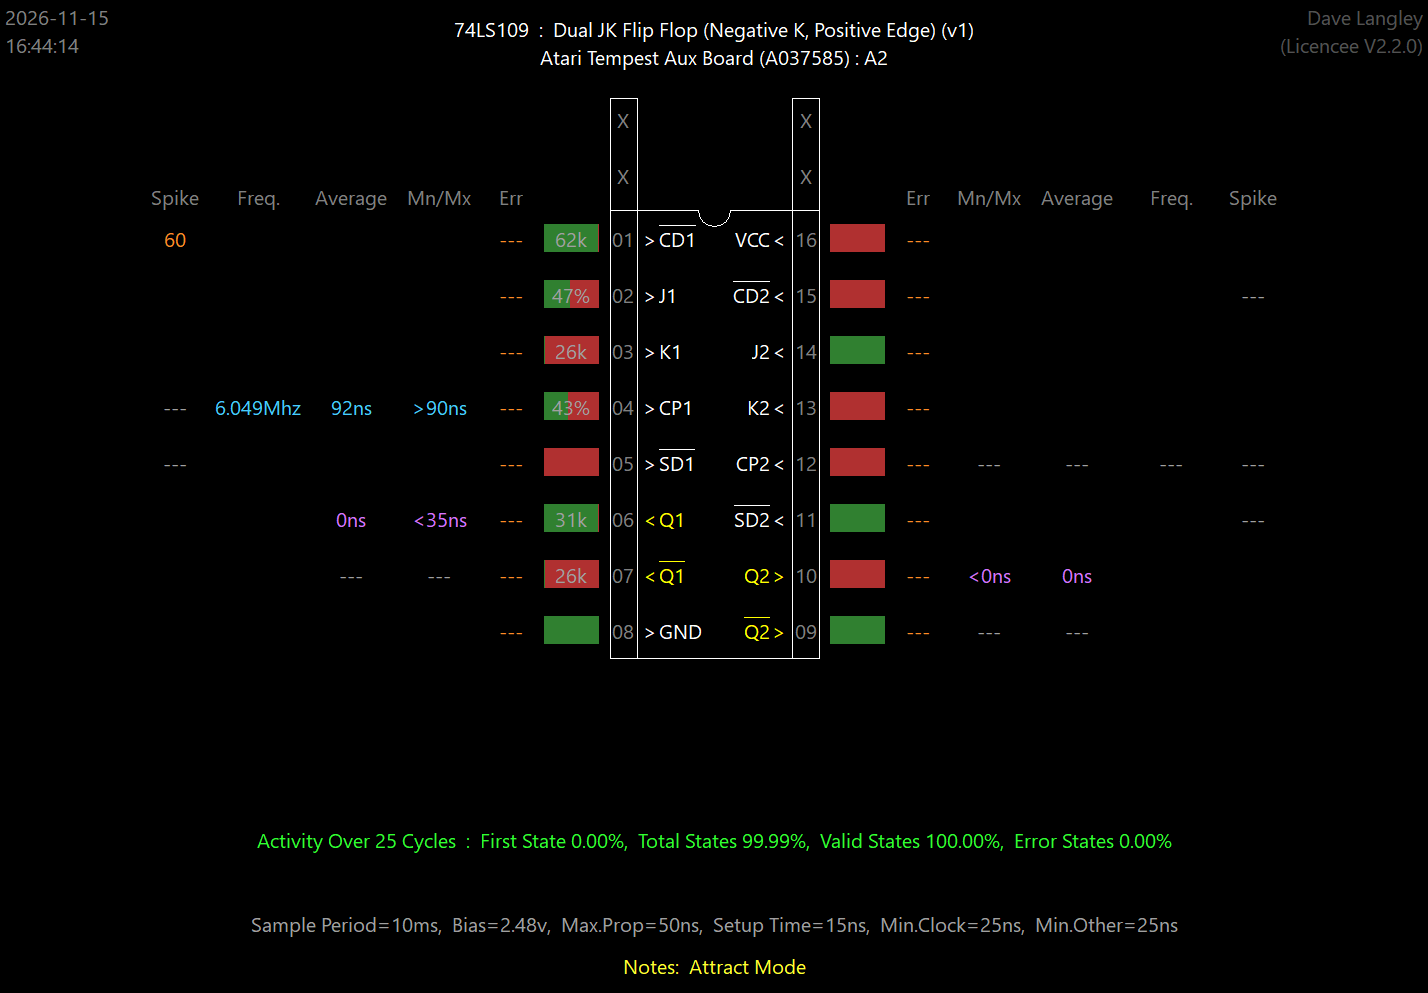 2026-11-15
16:44:14
74LS109 : Dual JK Flip Flop (Negative K, Positive Edge) (v1)
Atari Tempest Aux Board (A037585) : A2
Dave Langley
(Licencee V2.2.0)
X X
X X
Spike Freq. Average Mn/Mx Err Err Mn/Mx Average Freq. Spike
60 --- 62k 01 >CD1 VCC< 16 ---
--- 47% 02 >J1 CD2< 15 --- ---
--- 26k 03 >K1 J2< 14 ---
--- 6.049Mhz 92ns >90ns --- 43% 04 >CP1 K2< 13 ---
--- --- 05 >SD1 CP2< 12 --- --- --- --- ---
0ns <35ns --- 31k 06 <Q1 SD2< 11 --- ---
--- --- --- 26k 07 <Q1 Q2> 10 --- <0ns 0ns
--- 08 >GND Q2> 09 --- --- ---
Activity Over 25 Cycles : First State 0.00%, Total States 99.99%, Valid States 100.00%, Error States 0.00%
Sample Period=10ms, Bias=2.48v, Max.Prop=50ns, Setup Time=15ns, Min.Clock=25ns, Min.Other=25ns
Notes: Attract Mode